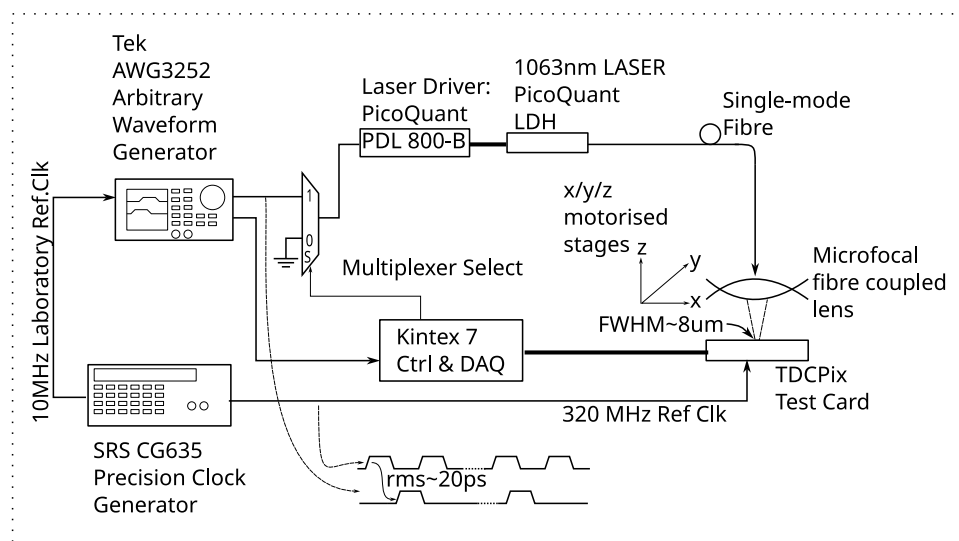 Tek
AWG3252
Arbitrary
Waveform
Generator
Laser Driver:
PicoQuant
PDL 800-B
1063nm LASER
PicoQuant
LDH
Single-mode
Fibre
10MHz Laboratory Ref.Clk
1
0
S
x/y/z
motorised
stages
z
y
x
Multiplexer Select
Microfocal
fibre coupled
lens
FWHM~8um
Kintex 7
Ctrl & DAQ
TDCPix
Test Card
320 MHz Ref Clk
SRS CG635
Precision Clock
Generator
rms~20ps